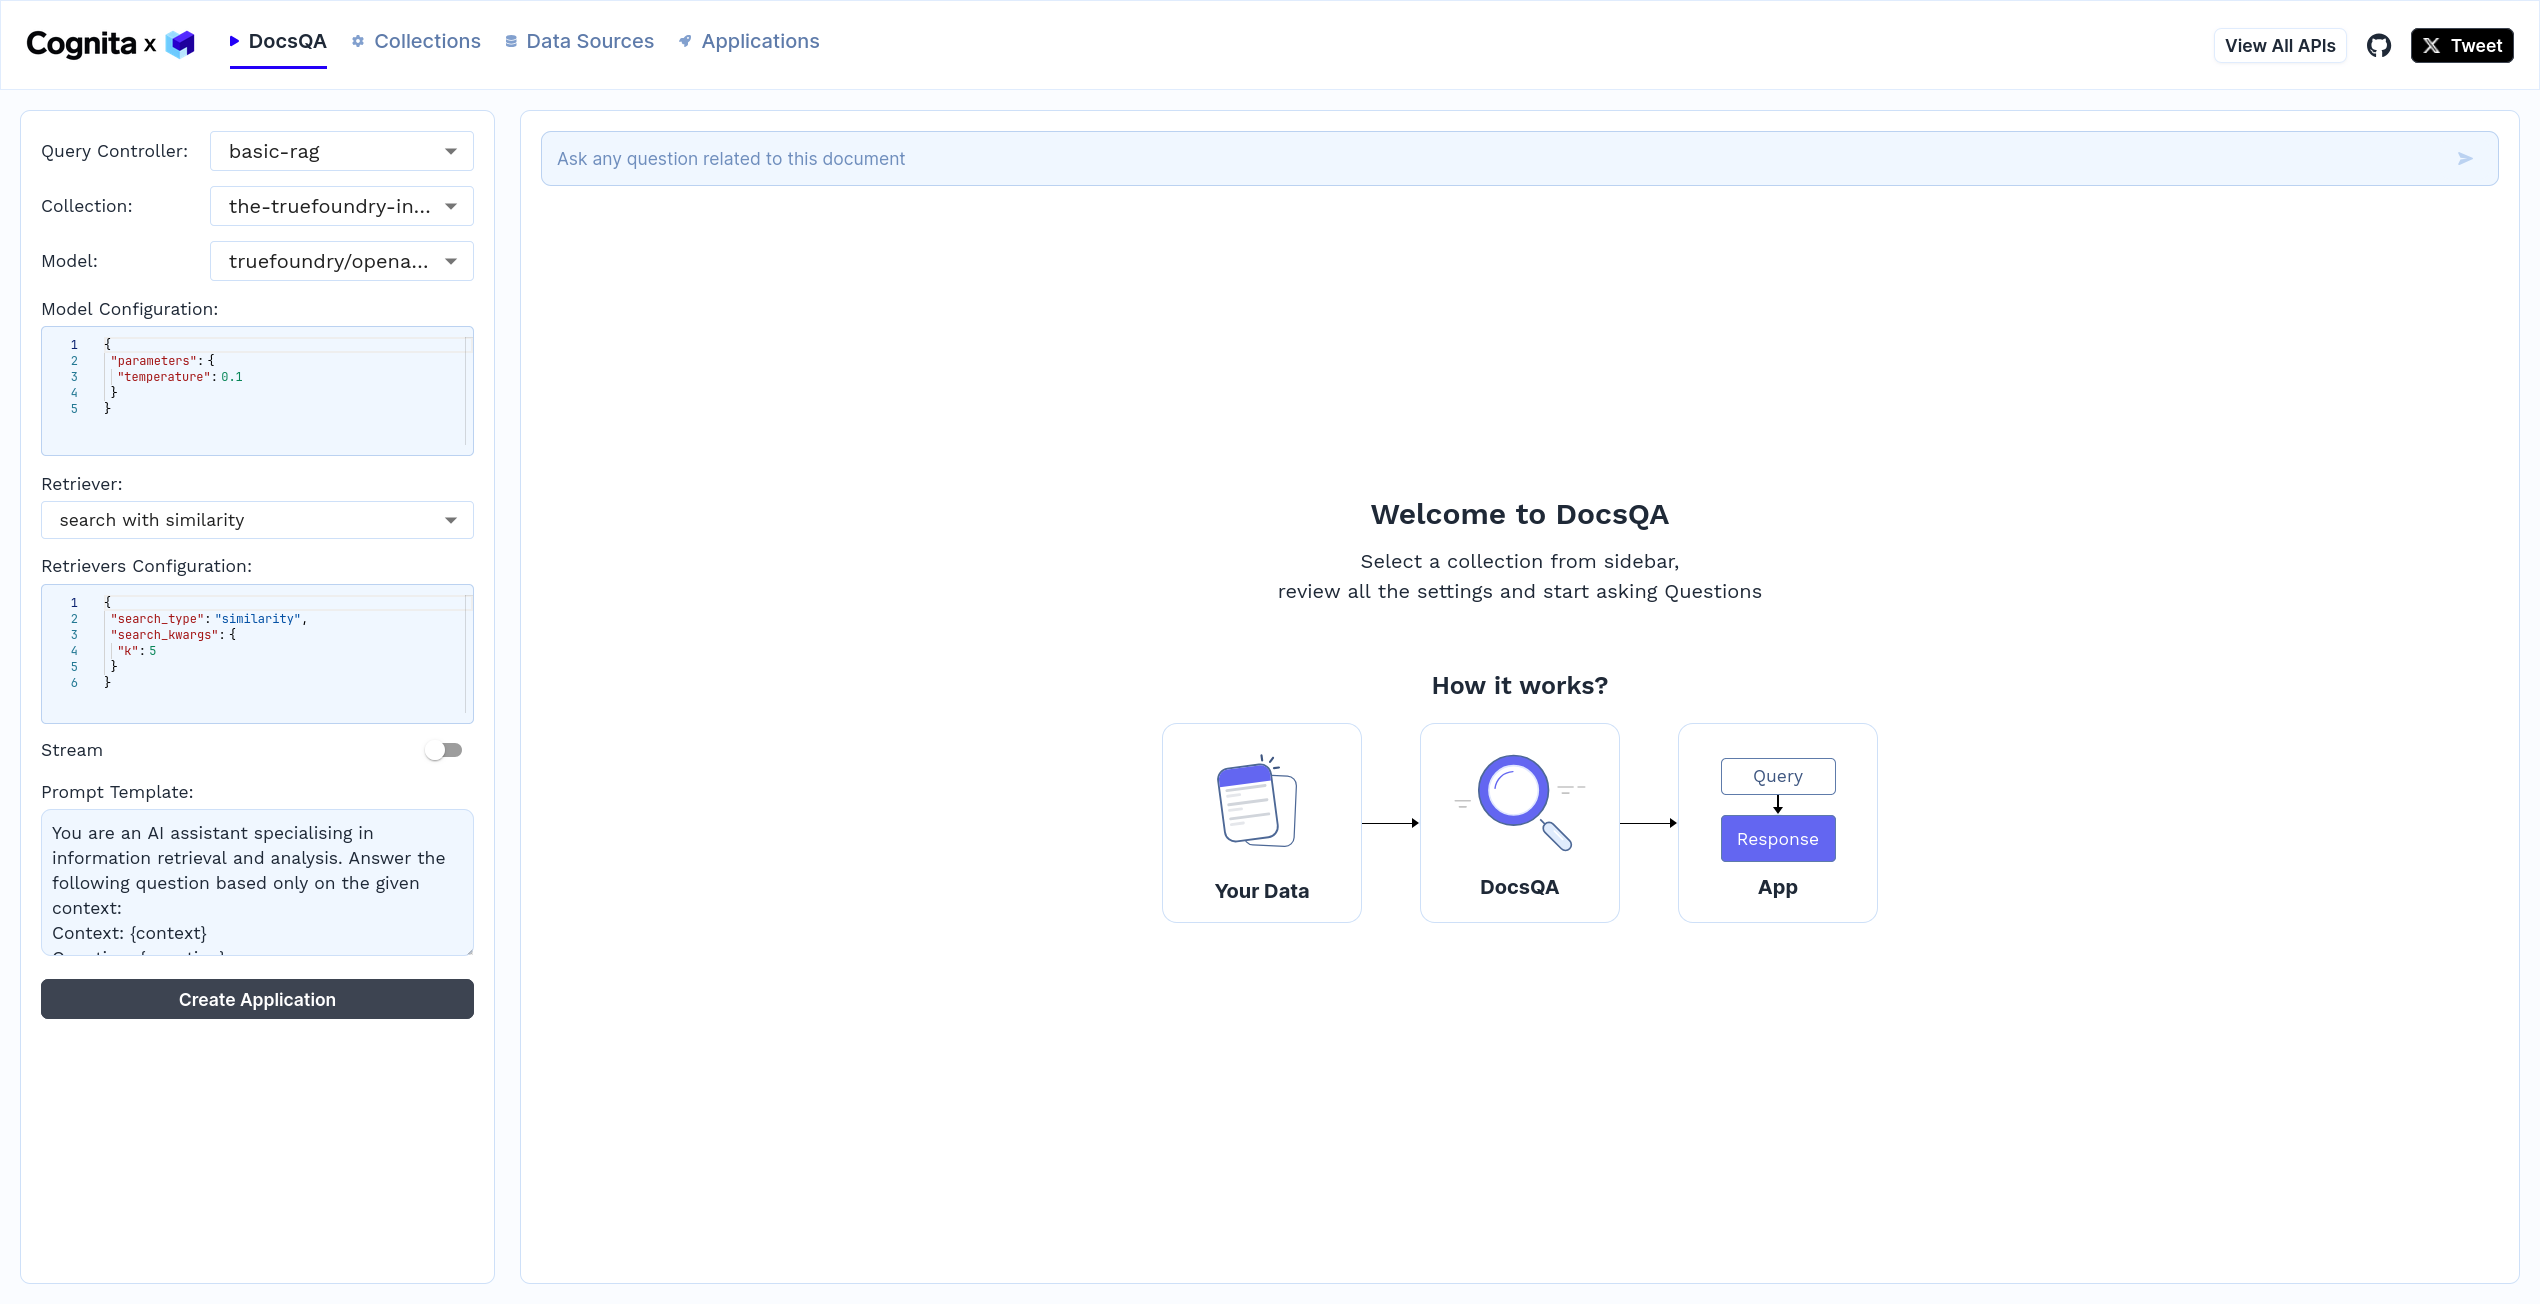 Cognita x
DocsQA
Collections
Data Sources
Applications
View All APIs
Tweet
Query Controller:
basic-rag
Collection:
the-truefoundry-in...
Model:
truefoundry/opena...
Model Configuration:
1 {
2 "parameters": {
3 "temperature": 0.1
4 }
5 }
Retriever:
search with similarity
Retrievers Configuration:
1 {
2 "search_type": "similarity",
3 "search_kwargs": {
4 "k": 5
5 }
6 }
Stream
Prompt Template:
You are an AI assistant specialising in
information retrieval and analysis. Answer the
following question based only on the given
context:
Context: {context}
Create Application
Ask any question related to this document
Welcome to DocsQA
Select a collection from sidebar,
review all the settings and start asking Questions
How it works?
Your Data
DocsQA
Query
Response
App